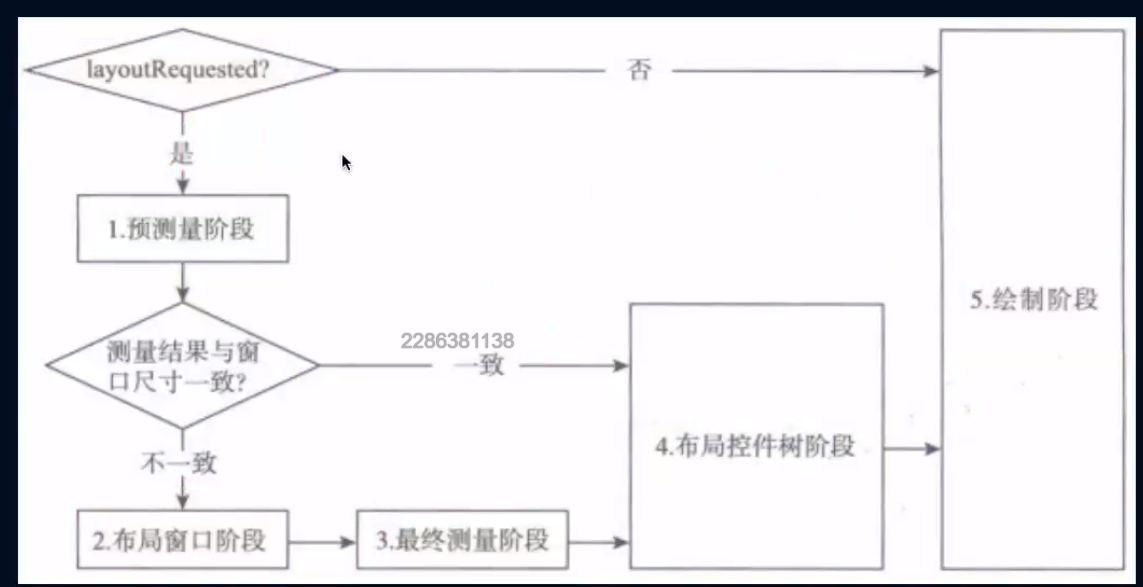 layoutRequested?
否
是
1.预测量阶段
测量结果与窗
口尺寸一致?
2286381138
一致
不一致
2.布局窗口阶段
3.最终测量阶段
4.布局控件树阶段
5.绘制阶段